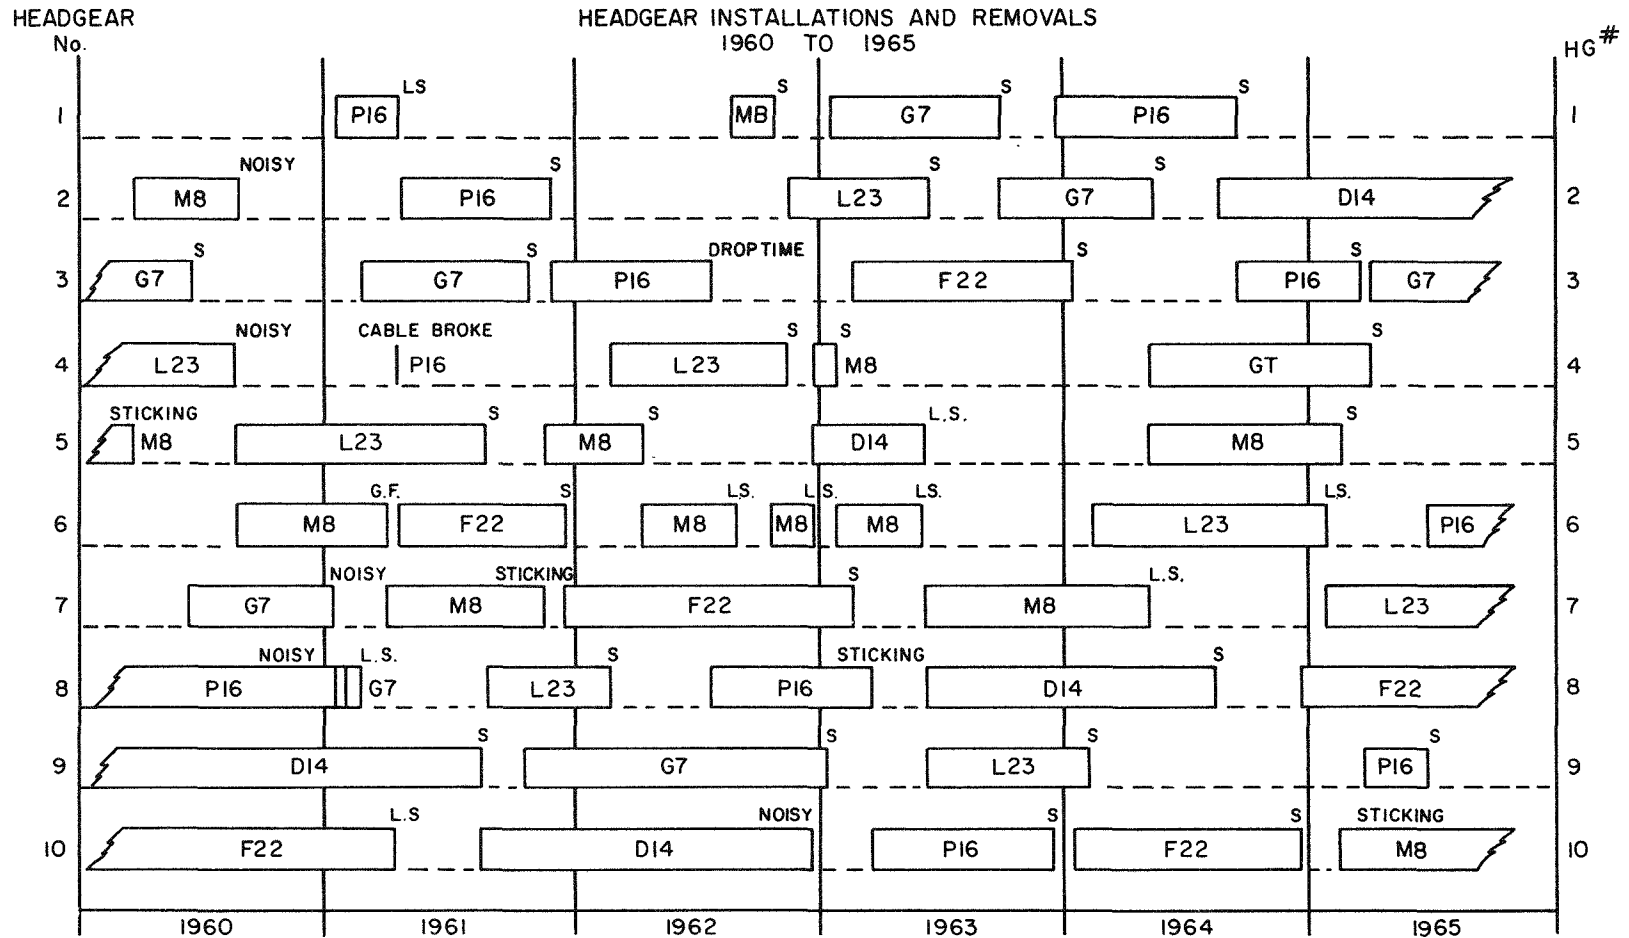 HEADGEAR HEADGEAR INSTALLATIONS AND REMOVALS
No. 1960 TO 1965 HG#
LS S S S
1 P16 MB G7 P16 1
NOISY S S S
2 M8 P16 L23 G7 D14 2
S S DROPTIME S S
3 G7 G7 P16 F22 P16 G7 3
NOISY CABLE BROKE S S S
4 L23 P16 L23 M8 GT 4
STICKING S S L.S. S
5 M8 L23 M8 D14 M8 5
G.F. S L.S. L.S. LS. LS.
6 M8 F22 M8 M8 M8 L23 P16 6
NOISY STICKING S L.S.
7 G7 M8 F22 M8 L23 7
NOISY L.S. S STICKING S
8 P16 G7 L23 P16 D14 F22 8
S S S S
9 D14 G7 L23 P16 9
L.S NOISY S S STICKING
10 F22 D14 P16 F22 M8 10
1960 1961 1962 1963 1964 1965